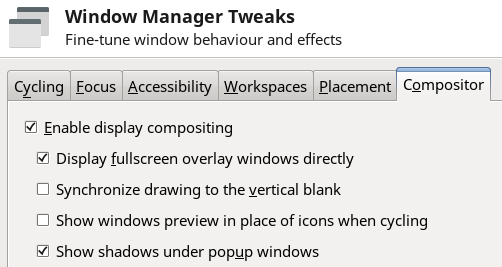 Window Manager Tweaks
Fine-tune window behaviour and effects
Cycling Focus Accessibility Workspaces Placement Compositor
Enable display compositing
Display fullscreen overlay windows directly
Synchronize drawing to the vertical blank
Show windows preview in place of icons when cycling
Show shadows under popup windows